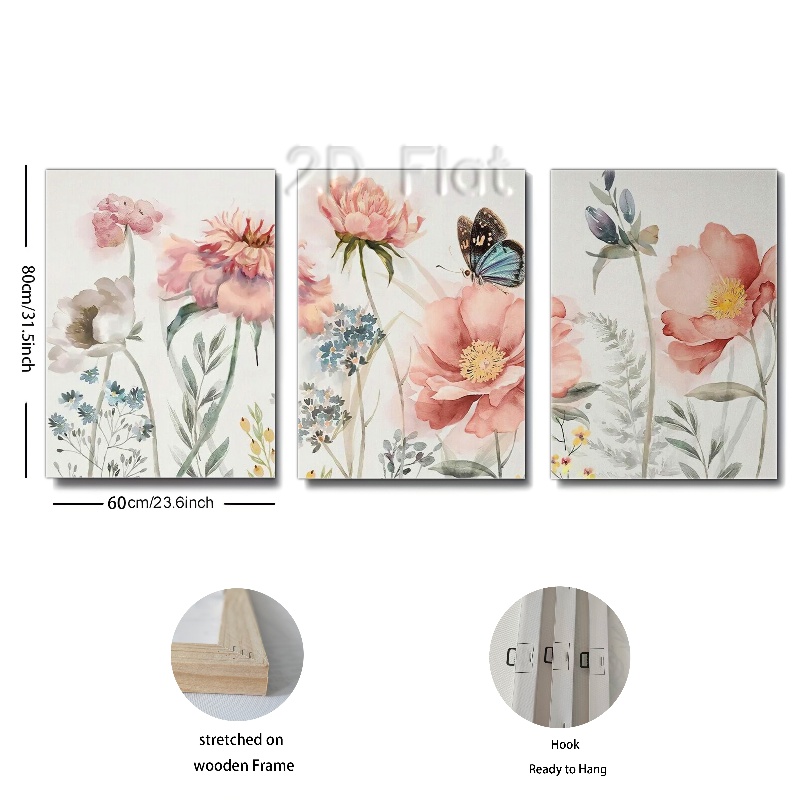 2D Flat
80cm/31.5inch
60cm/23.6inch
stretched on
wooden Frame
Hook
Ready to Hang